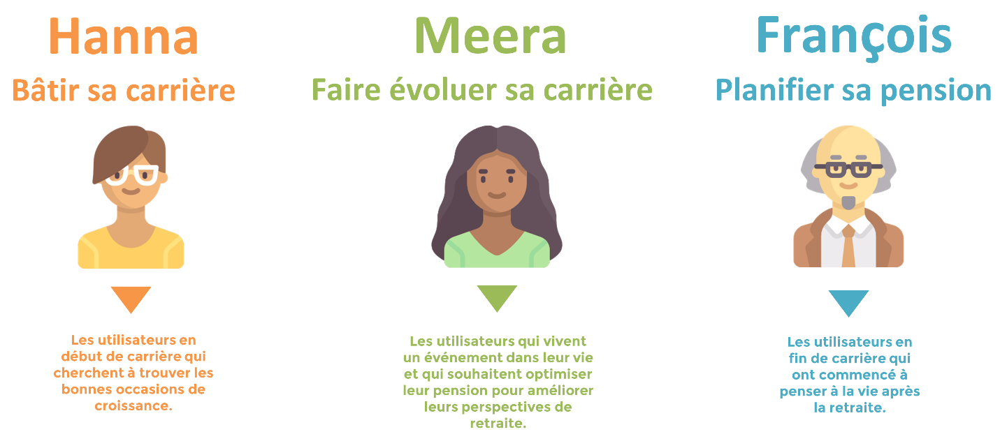 Hanna
Bâtir sa carrière
Les utilisateurs en
début de carrière qui
cherchent à trouver les
bonnes occasions de
croissance.
Meera
Faire évoluer sa carrière
Les utilisateurs qui vivent
un événement dans leur vie
et qui souhaitent optimiser
leur pension pour améliorer
leurs perspectives de
retraite.
François
Planifier sa pension
Les utilisateurs en
fin de carrière qui
ont commencé à
penser à la vie après
la retraite.